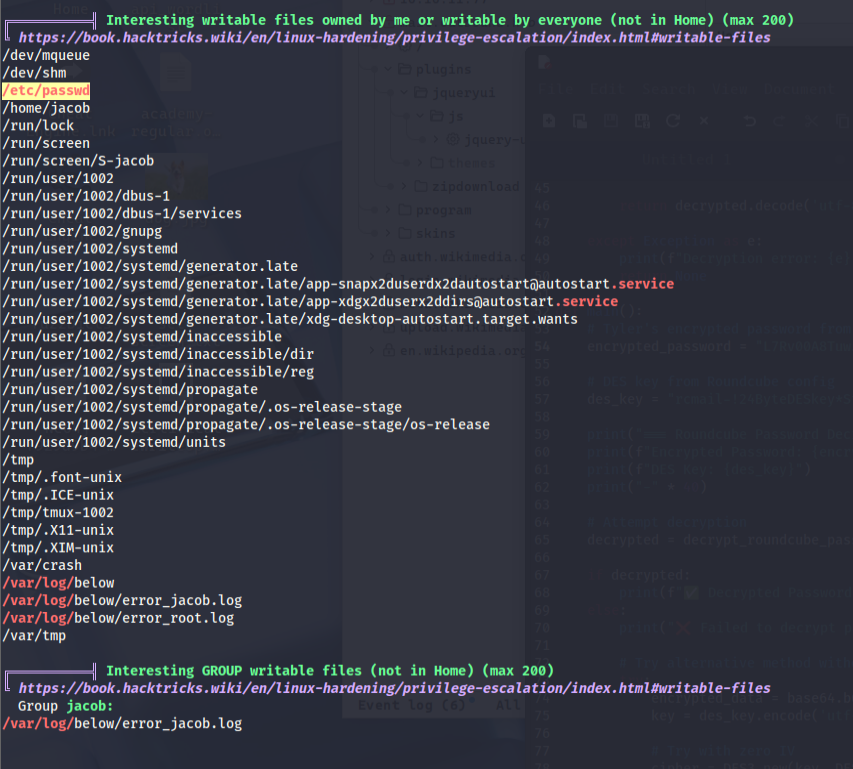 Interesting writable files owned by me or writable by everyone (not in Home) (max 200)
https://book.hacktricks.wiki/en/linux-hardening/privilege-escalation/index.html#writable-files
/dev/mqueue
/dev/shm
/etc/passwd
/home/jacob
/run/lock
/run/screen
/run/screen/S-jacob
/run/user/1002
/run/user/1002/dbus-1
/run/user/1002/dbus-1/services
/run/user/1002/gnupg
/run/user/1002/systemd
/run/user/1002/systemd/generator.late
/run/user/1002/systemd/generator.late/app-snapx2duserdx2dautostart@autostart.service
/run/user/1002/systemd/generator.late/app-xdgx2duserx2ddirs@autostart.service
/run/user/1002/systemd/generator.late/xdg-desktop-autostart.target.wants
/run/user/1002/systemd/inaccessible
/run/user/1002/systemd/inaccessible/dir
/run/user/1002/systemd/inaccessible/reg
/run/user/1002/systemd/propagate
/run/user/1002/systemd/propagate/.os-release-stage
/run/user/1002/systemd/propagate/.os-release-stage/os-release
/run/user/1002/systemd/units
/tmp
/tmp/.font-unix
/tmp/.ICE-unix
/tmp/tmux-1002
/tmp/.X11-unix
/tmp/.XIM-unix
/var/crash
/var/log/below
/var/log/below/error_jacob.log
/var/log/below/error_root.log
/var/tmp
Interesting GROUP writable files (not in Home) (max 200)
https://book.hacktricks.wiki/en/linux-hardening/privilege-escalation/index.html#writable-files
Group jacob:
/var/log/below/error_jacob.log
plugins
jqueryui
js
themes
zipdownload
program
skins
Event log (6)
All